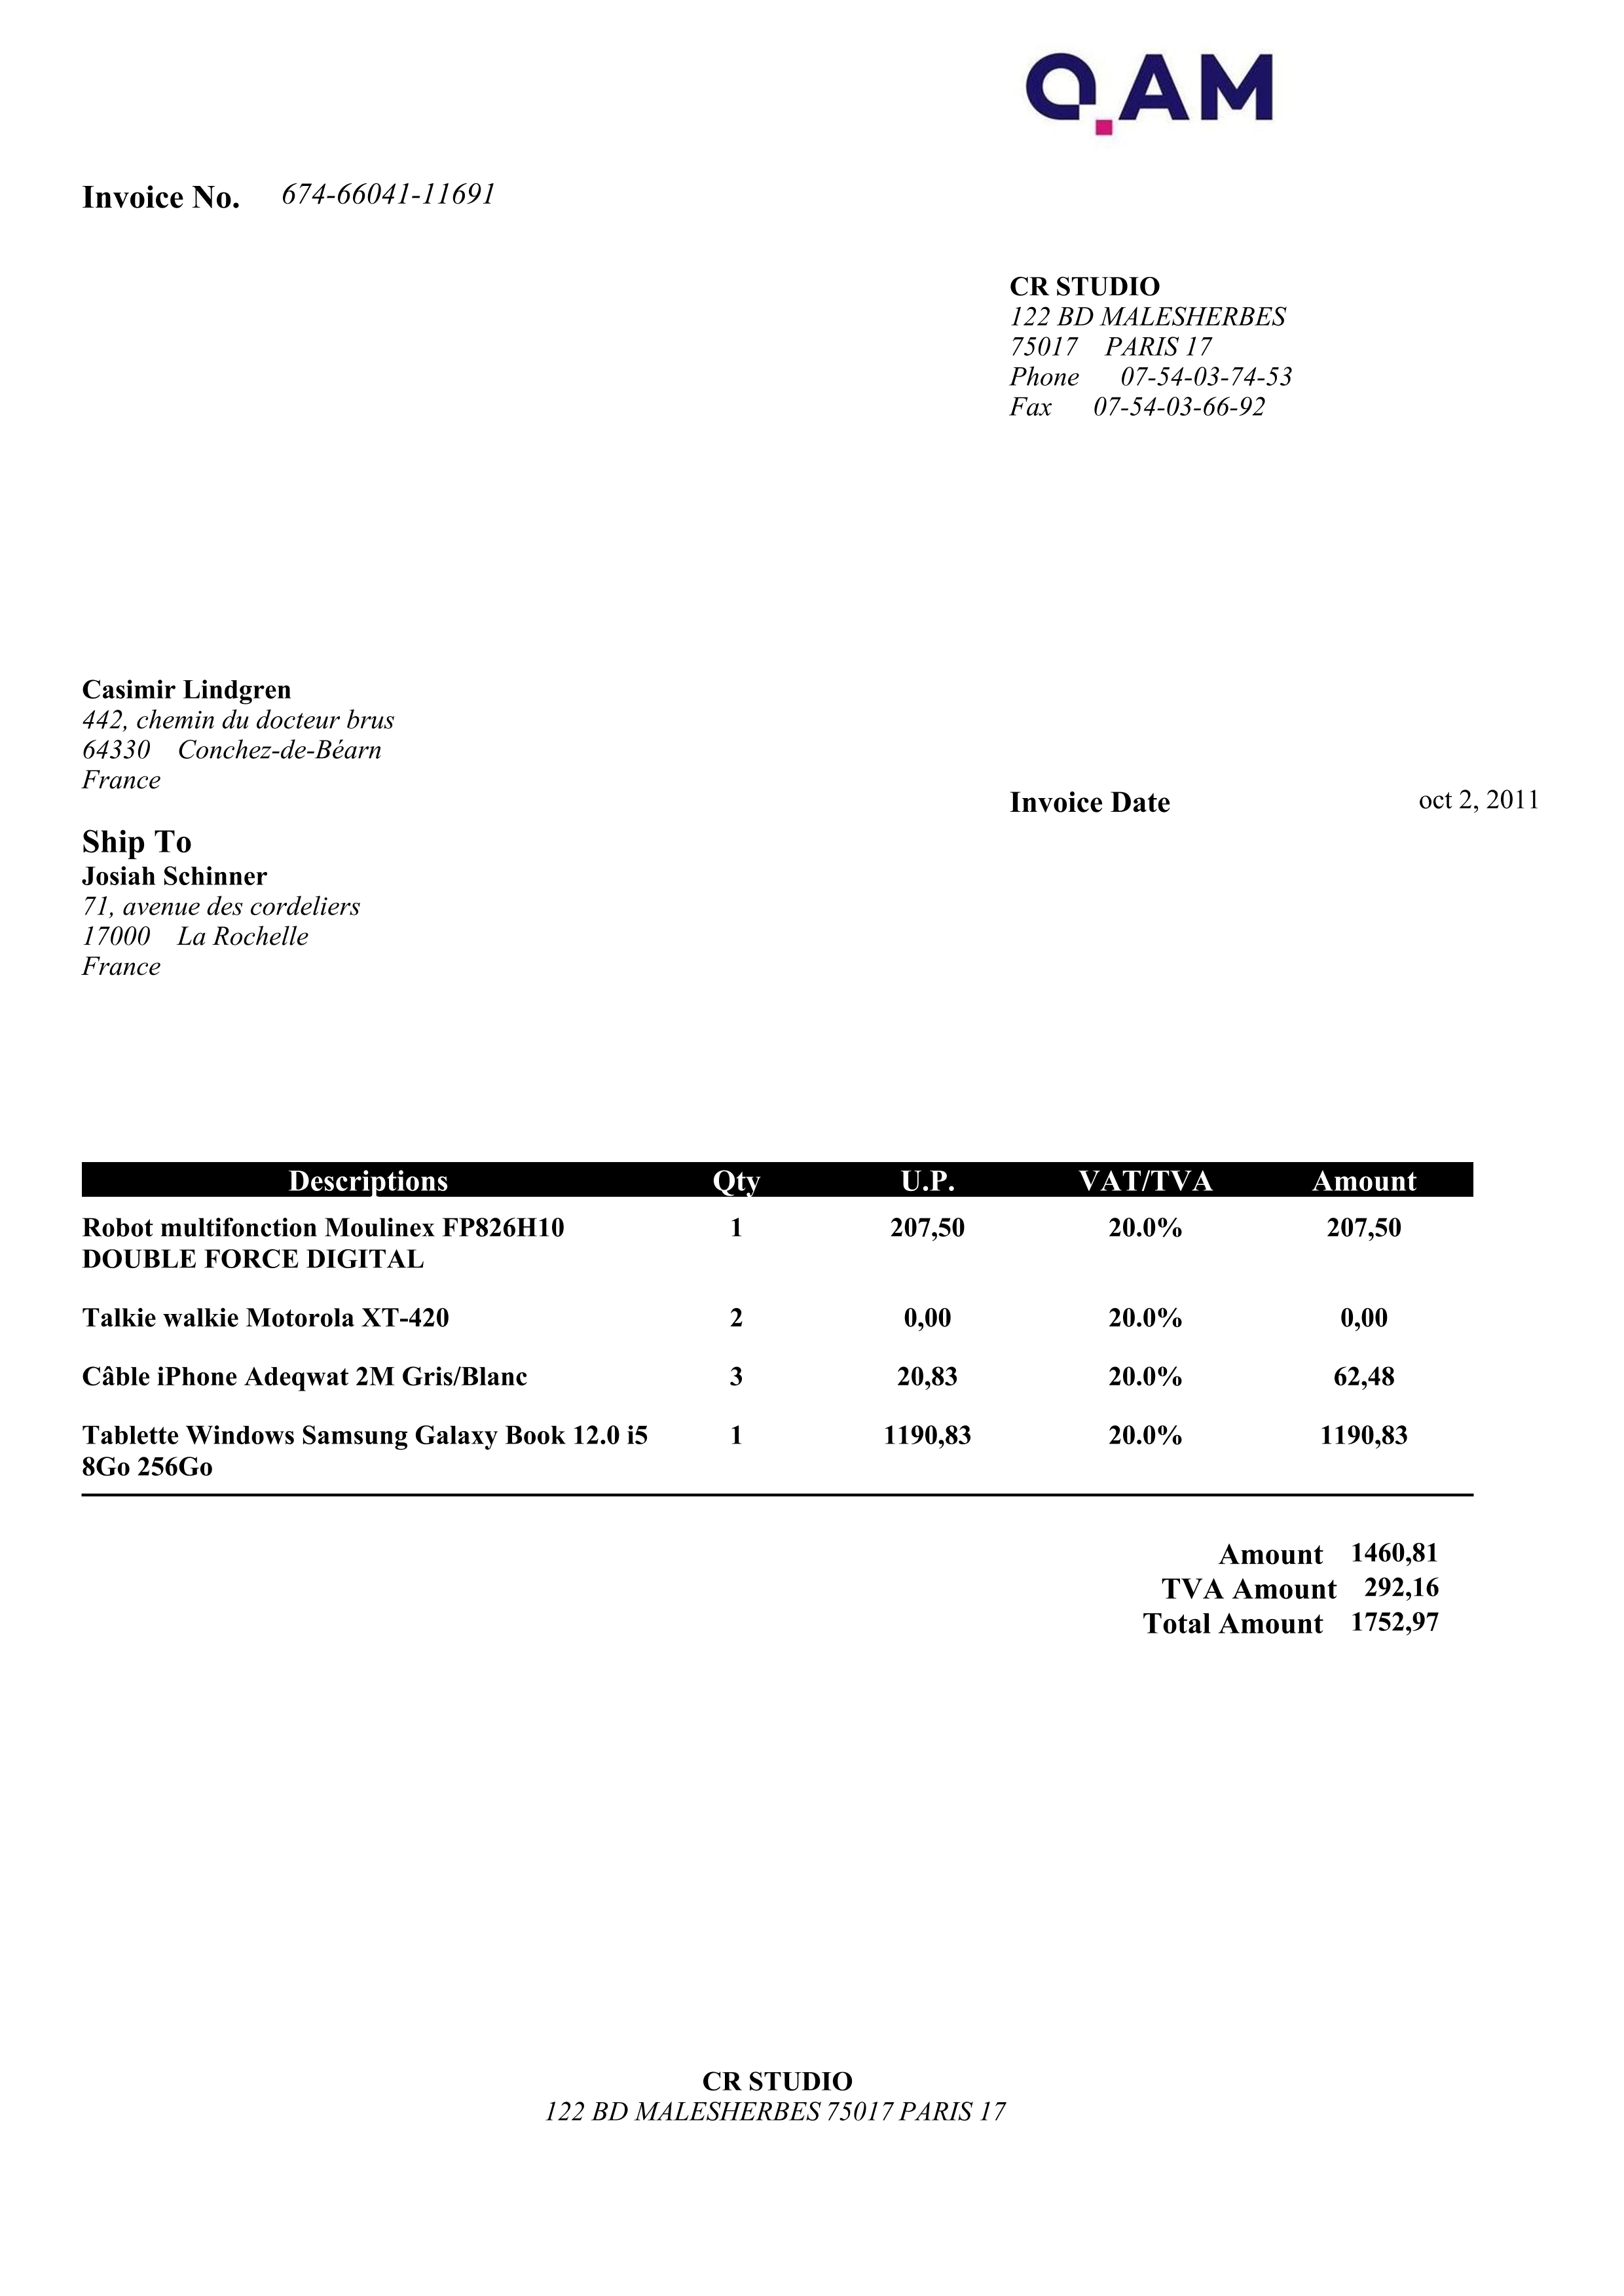 Q.AM
Invoice No. 674-66041-11691
CR STUDIO
122 BD MALESHERBES
75017 PARIS 17
Phone 07-54-03-74-53
Fax 07-54-03-66-92
Casimir Lindgren
442, chemin du docteur brus
64330 Conchez-de-Béarn
France
Invoice Date oct 2, 2011
Ship To
Josiah Schinner
71, avenue des cordeliers
17000 La Rochelle
France
Descriptions Qty U.P. VAT/TVA Amount
Robot multifonction Moulinex FP826H10 1 207,50 20.0% 207,50
DOUBLE FORCE DIGITAL
Talkie walkie Motorola XT-420 2 0,00 20.0% 0,00
Câble iPhone Adeqwat 2M Gris/Blanc 3 20,83 20.0% 62,48
Tablette Windows Samsung Galaxy Book 12.0 i5 1 1190,83 20.0% 1190,83
8Go 256Go
Amount 1460,81
TVA Amount 292,16
Total Amount 1752,97
CR STUDIO
122 BD MALESHERBES 75017 PARIS 17